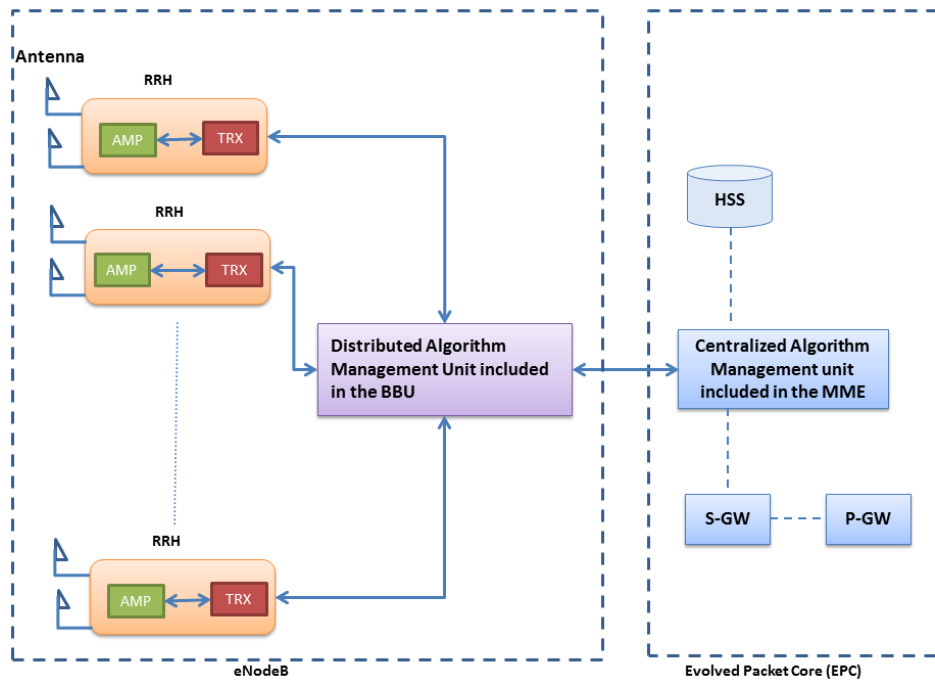 Antenna
RRH
AMP
TRX
RRH
AMP
TRX
RRH
AMP
TRX
Distributed Algorithm
Management Unit included
in the BBU
eNodeB
HSS
Centralized Algorithm
Management unit
included in the MME
S-GW
P-GW
Evolved Packet Core (EPC)